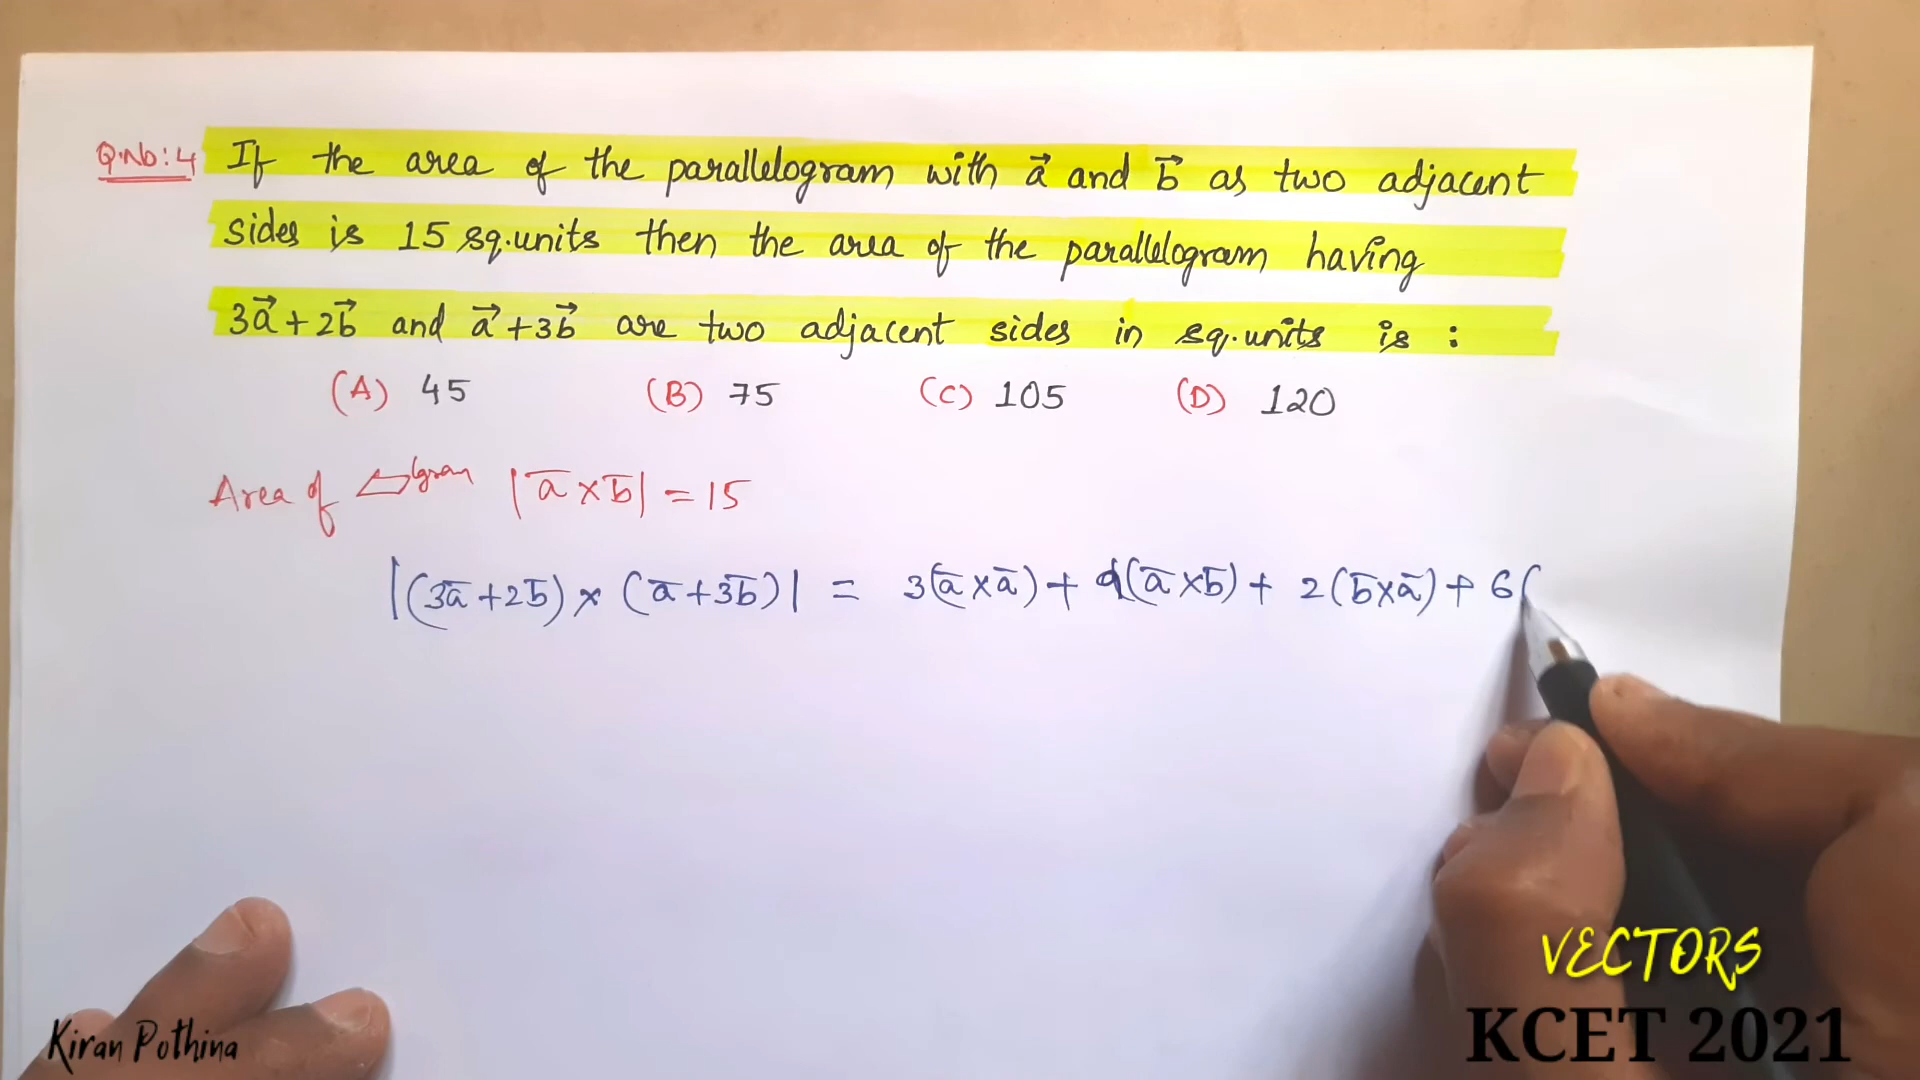 Q.No:4 If the area of the parallelogram with a⃗ and b⃗ as two adjacent
sides is 15 sq.units then the area of the parallelogram having
3a⃗+2b⃗ and a⃗+3b⃗ are two adjacent sides in sq.units is :
(A) 45 (B) 75 (C) 105 (D) 120
Area of ▱gram |a̅×b̅| = 15
|(3a̅+2b̅)×(a̅+3b̅)| = 3(a̅×a̅)+9(a̅×b̅)+2(b̅×a̅)+6(
VECTORS
KCET 2021
Kiran Pothina